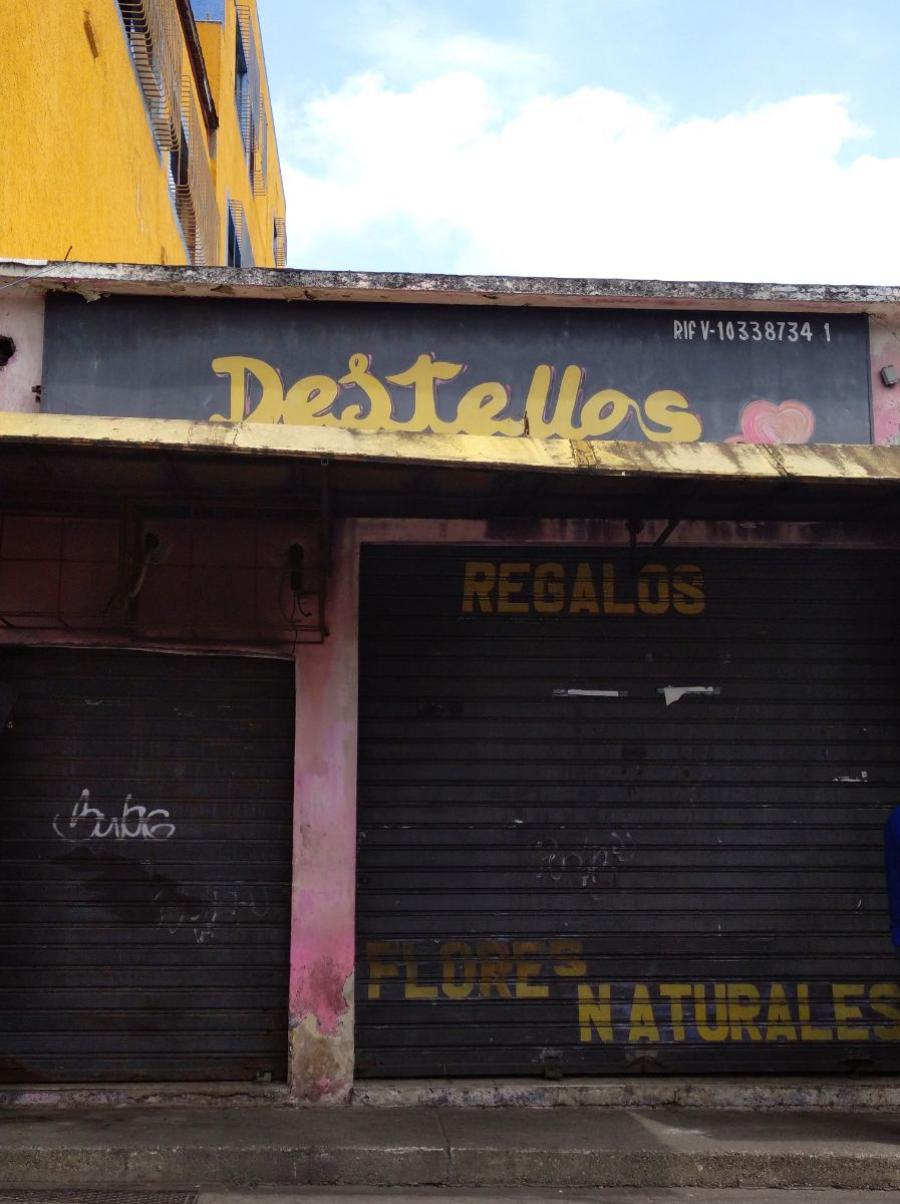 RIF V-10338734 1
Destellos
REGALOS
FLORES
NATURALES